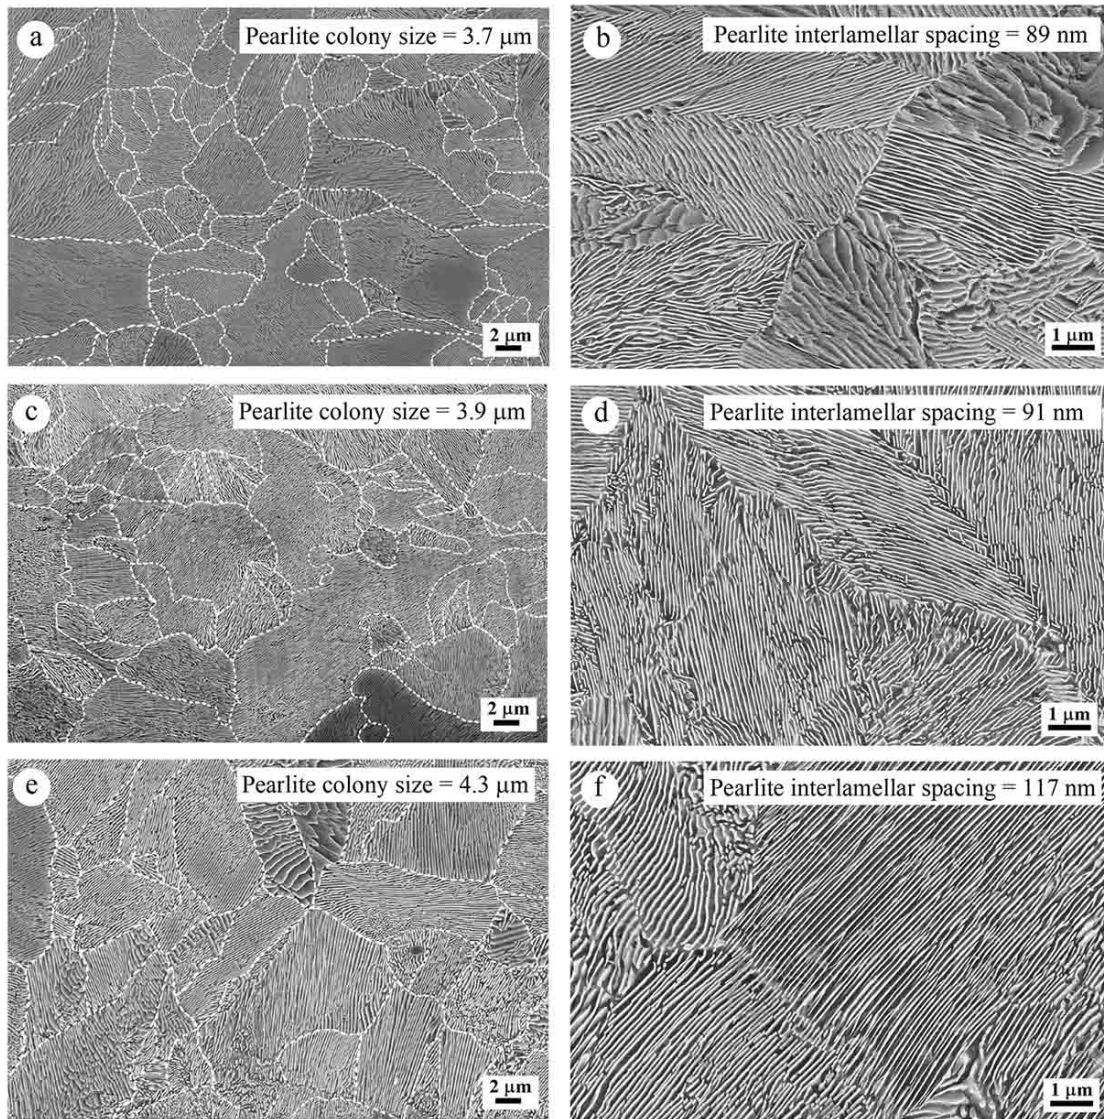 a
Pearlite colony size = 3.7 μm
2 μm
b
Pearlite interlamellar spacing = 89 nm
1 μm
c
Pearlite colony size = 3.9 μm
2 μm
d
Pearlite interlamellar spacing = 91 nm
1 μm
e
Pearlite colony size = 4.3 μm
2 μm
f
Pearlite interlamellar spacing = 117 nm
1 μm